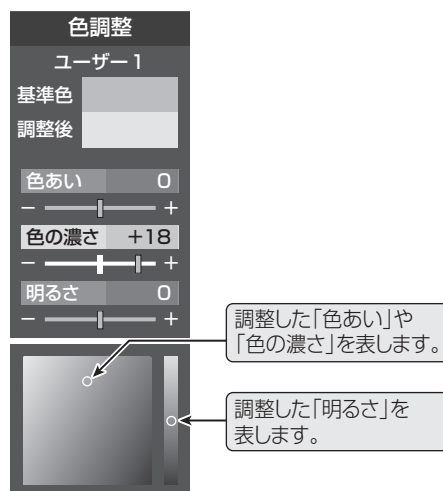 色調整
ユーザー1
基準色
調整後
色あい 0
− +
色の濃さ +18
− +
明るさ 0
− +
調整した「色あい」や
「色の濃さ」を表します。
調整した「明るさ」を
表します。